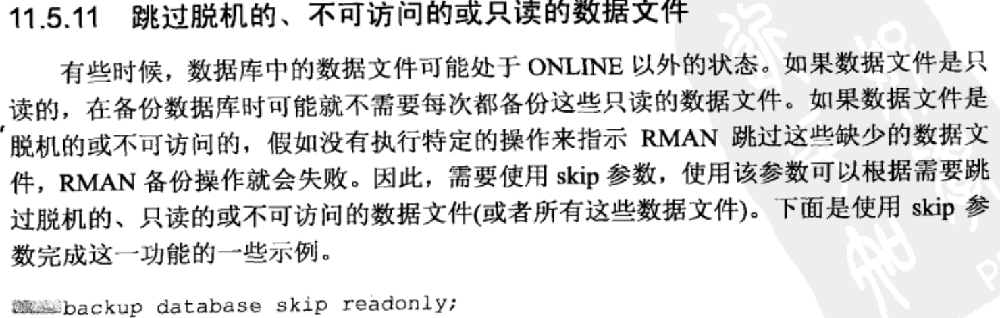 11.5.11 跳过脱机的、不可访问的或只读的数据文件
有些时候，数据库中的数据文件可能处于 ONLINE 以外的状态。如果数据文件是只
读的，在备份数据库时可能就不需要每次都备份这些只读的数据文件。如果数据文件是
脱机的或不可访问的，假如没有执行特定的操作来指示 RMAN 跳过这些缺少的数据文
件，RMAN 备份操作就会失败。因此，需要使用 skip 参数，使用该参数可以根据需要跳
过脱机的、只读的或不可访问的数据文件(或者所有这些数据文件)。下面是使用 skip 参
数完成这一功能的一些示例。
backup database skip readonly;